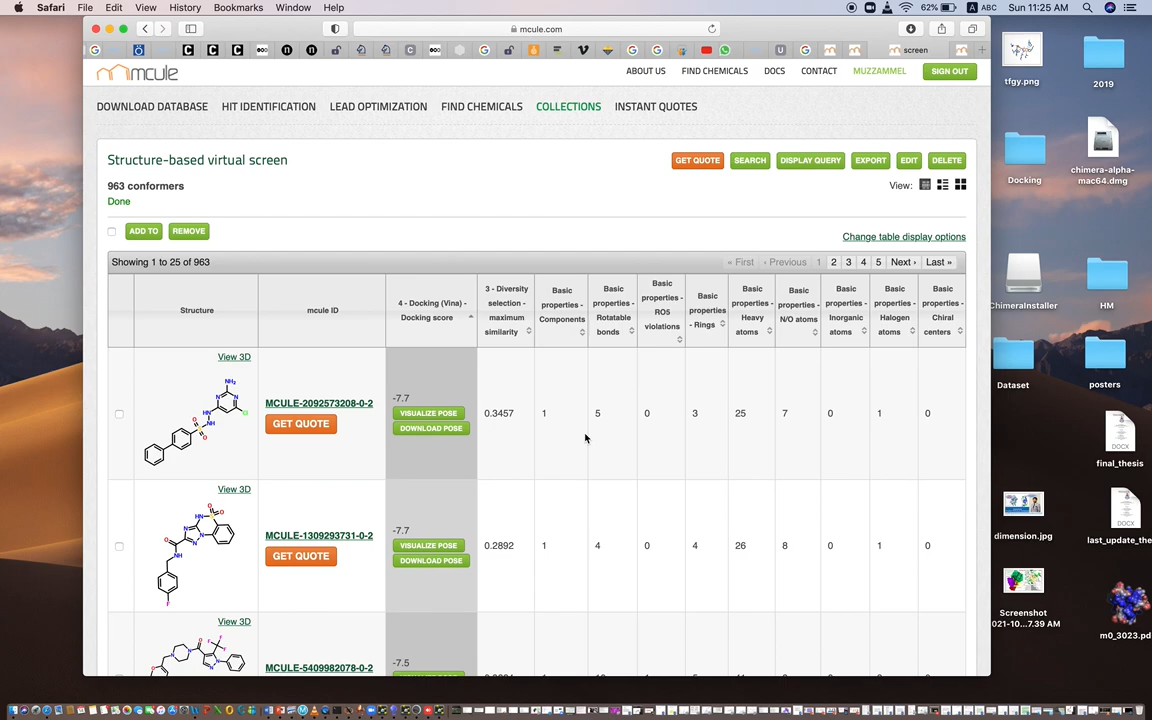 Safari File Edit View History Bookmarks Window Help 62% ABC Sun 11:25 AM
mcule.com
screen
mcule
ABOUT US FIND CHEMICALS DOCS CONTACT MUZZAMMEL SIGN OUT
DOWNLOAD DATABASE HIT IDENTIFICATION LEAD OPTIMIZATION FIND CHEMICALS COLLECTIONS INSTANT QUOTES
Structure-based virtual screen
GET QUOTE SEARCH DISPLAY QUERY EXPORT EDIT DELETE
963 conformers
View:
Done
ADD TO REMOVE
Change table display options
Showing 1 to 25 of 963
« First ‹ Previous 1 2 3 4 5 Next › Last »
Structure
mcule ID
4 - Docking (Vina) -
Docking score
3 - Diversity
selection -
maximum
similarity
Basic
properties -
Components
Basic
properties -
Rotatable
bonds
Basic
properties -
RO5
violations
Basic
properties
- Rings
Basic
properties -
Heavy
atoms
Basic
properties -
N/O atoms
Basic
properties -
Inorganic
atoms
Basic
properties -
Halogen
atoms
Basic
properties -
Chiral
centers
View 3D
MCULE-2092573208-0-2
GET QUOTE
-7.7
VISUALIZE POSE
DOWNLOAD POSE
0.3457 1 5 0 3 25 7 0 1 0
View 3D
MCULE-1309293731-0-2
GET QUOTE
-7.7
VISUALIZE POSE
DOWNLOAD POSE
0.2892 1 4 0 4 26 8 0 1 0
View 3D
MCULE-5409982078-0-2
-7.5
tfgy.png
2019
Docking
chimera-alpha-
mac64.dmg
ChimeraInstaller
HM
Dataset
posters
DOCX
final_thesis
dimension.jpg
DOCX
last_update_the
Screenshot
021-10...7.39 AM
m0_3023.pd